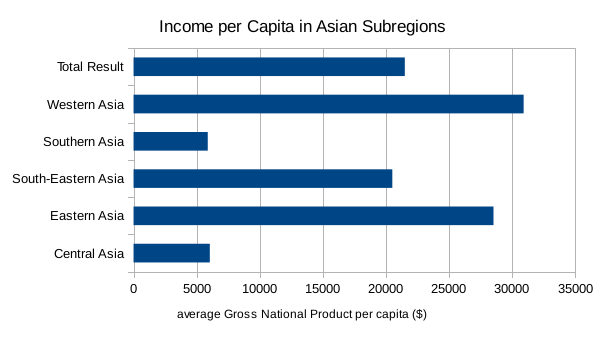 Income per Capita in Asian Subregions
Total Result
Western Asia
Southern Asia
South-Eastern Asia
Eastern Asia
Central Asia
0 5000 10000 15000 20000 25000 30000 35000
average Gross National Product per capita ($)